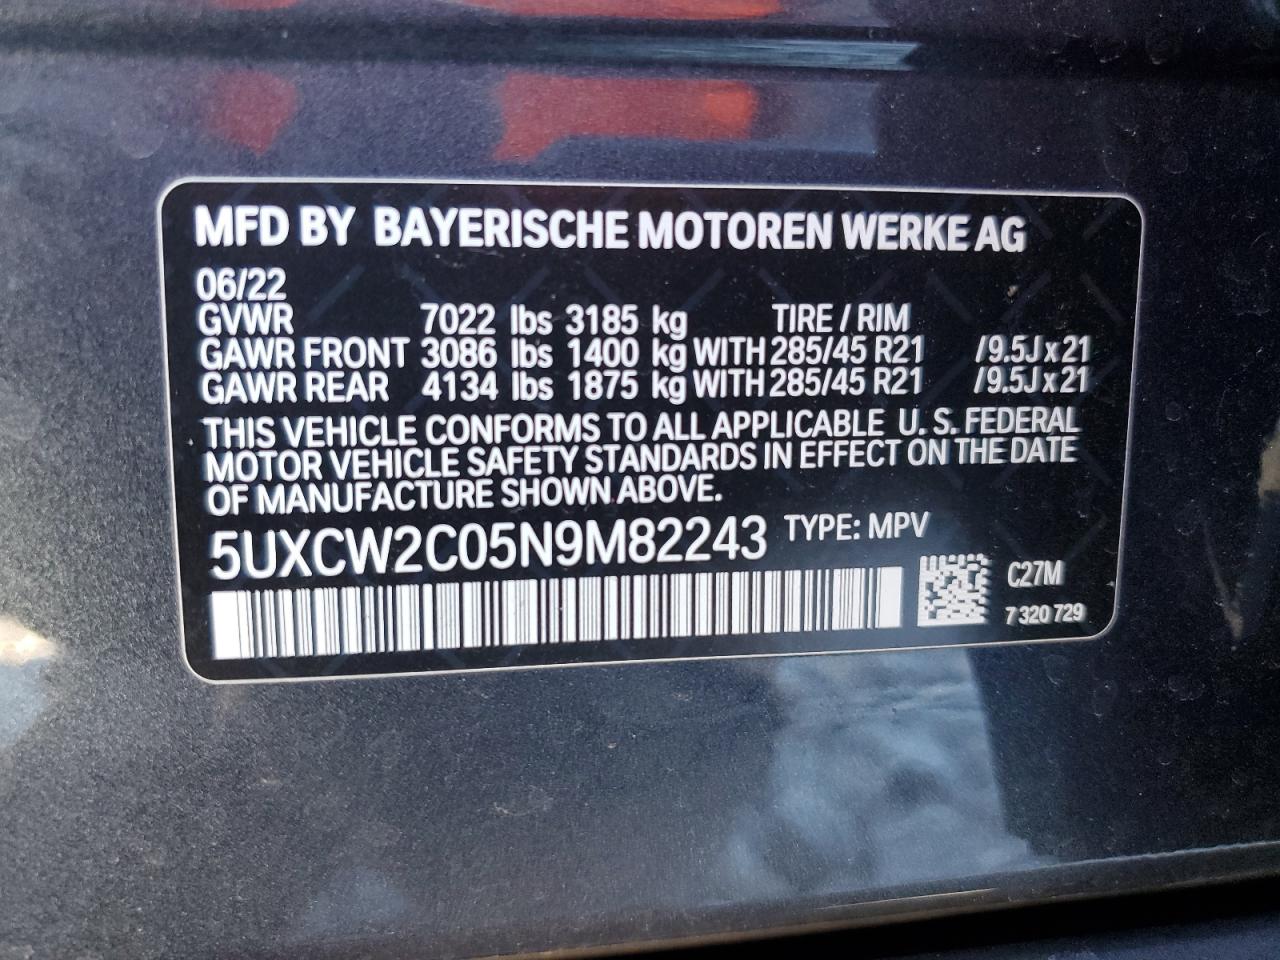 MFD BY BAYERISCHE MOTOREN WERKE AG
06/22
GVWR 7022 lbs 3185 kg TIRE / RIM
GAWR FRONT 3086 lbs 1400 kg WITH 285/45 R21 /9.5J x 21
GAWR REAR 4134 lbs 1875 kg WITH 285/45 R21 /9.5J x 21
THIS VEHICLE CONFORMS TO ALL APPLICABLE U. S. FEDERAL
MOTOR VEHICLE SAFETY STANDARDS IN EFFECT ON THE DATE
OF MANUFACTURE SHOWN ABOVE.
5UXCW2C05N9M82243 TYPE: MPV
C27M
7 320 729